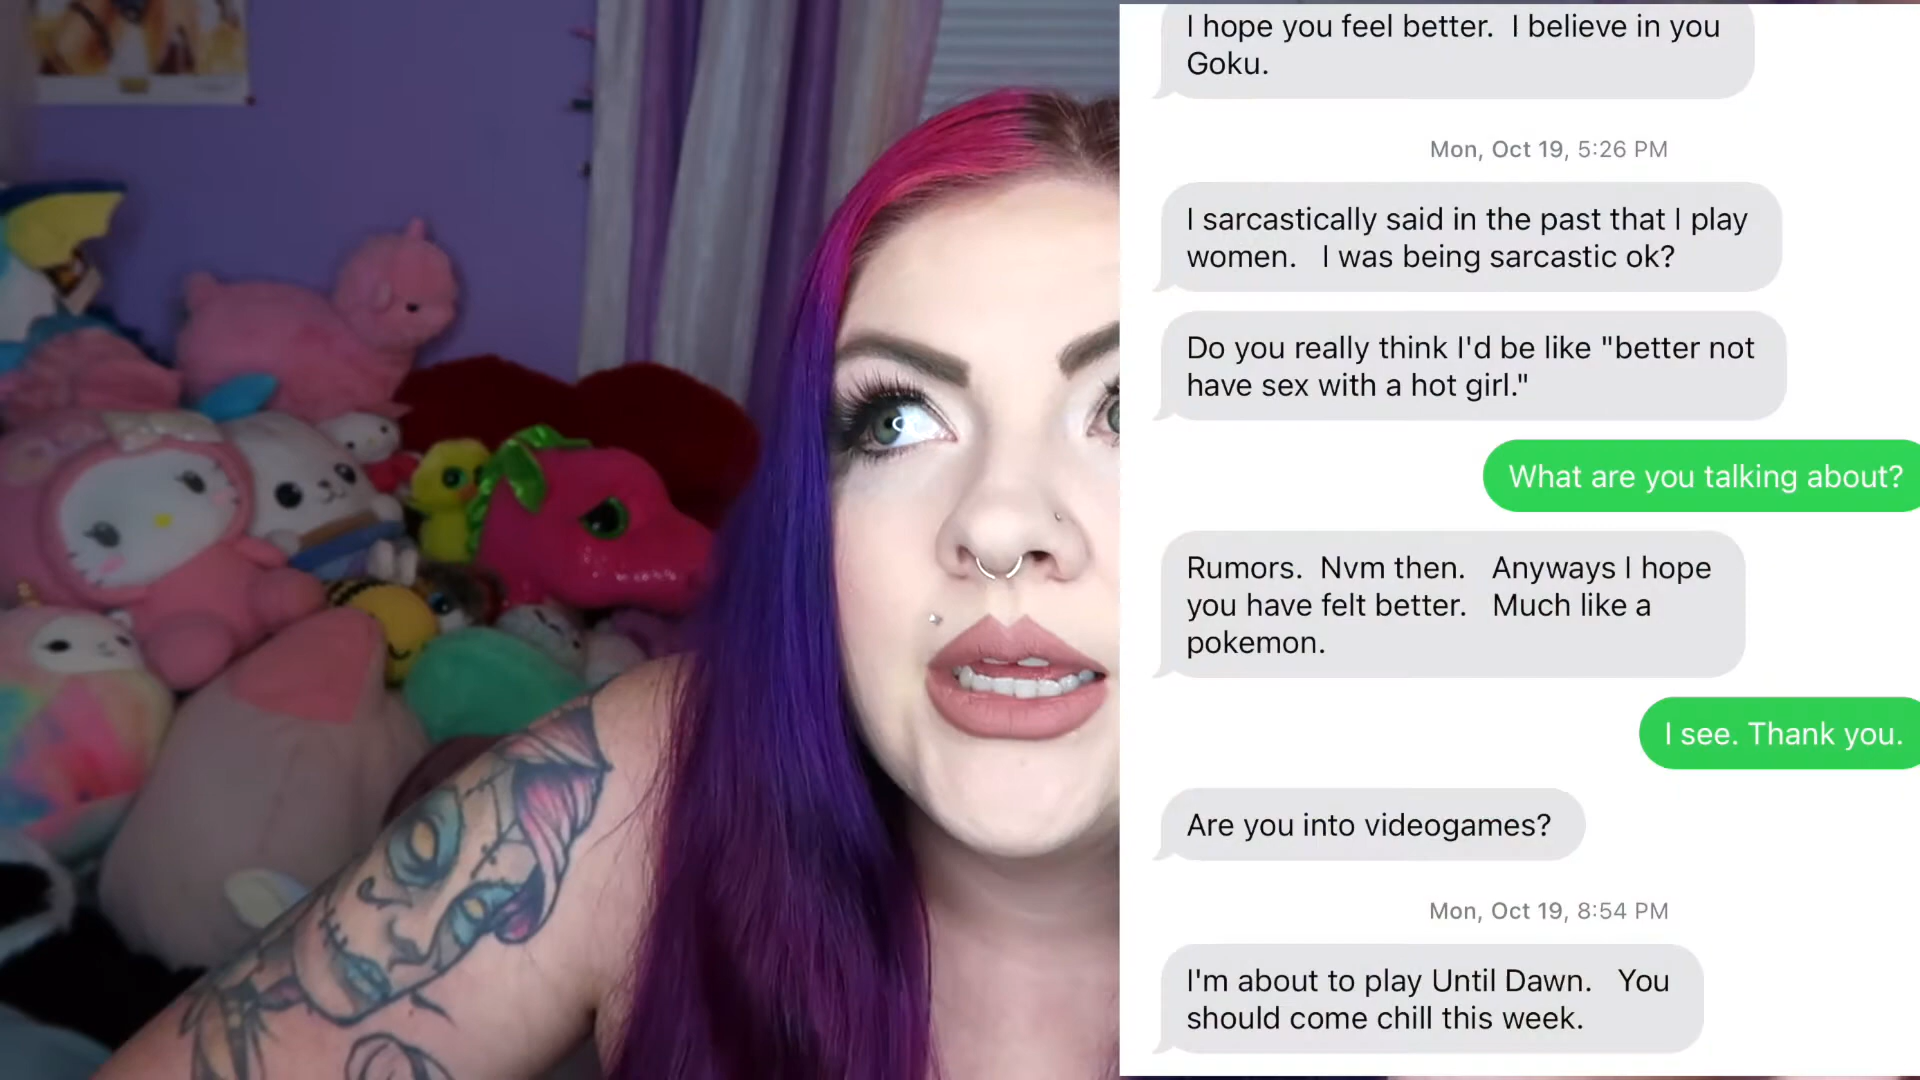 I hope you feel better. I believe in you
Goku.
Mon, Oct 19, 5:26 PM
I sarcastically said in the past that I play
women. I was being sarcastic ok?
Do you really think I'd be like "better not
have sex with a hot girl."
What are you talking about?
Rumors. Nvm then. Anyways I hope
you have felt better. Much like a
pokemon.
I see. Thank you.
Are you into videogames?
Mon, Oct 19, 8:54 PM
I'm about to play Until Dawn. You
should come chill this week.